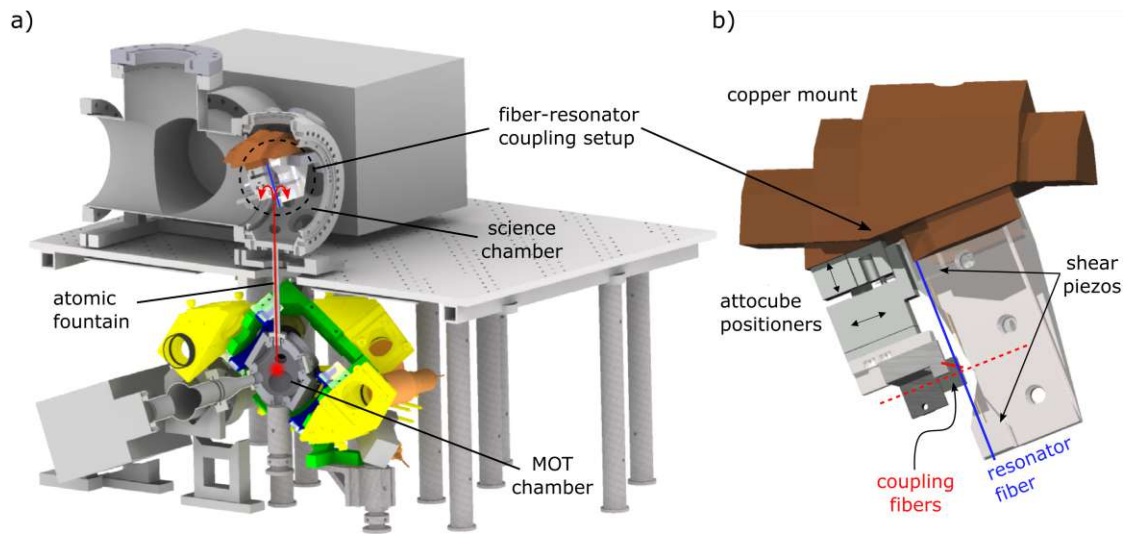 a)
fiber-resonator
coupling setup
science
chamber
atomic
fountain
MOT
chamber
b)
copper mount
attocube
positioners
shear
piezos
coupling
fibers
resonator
fiber